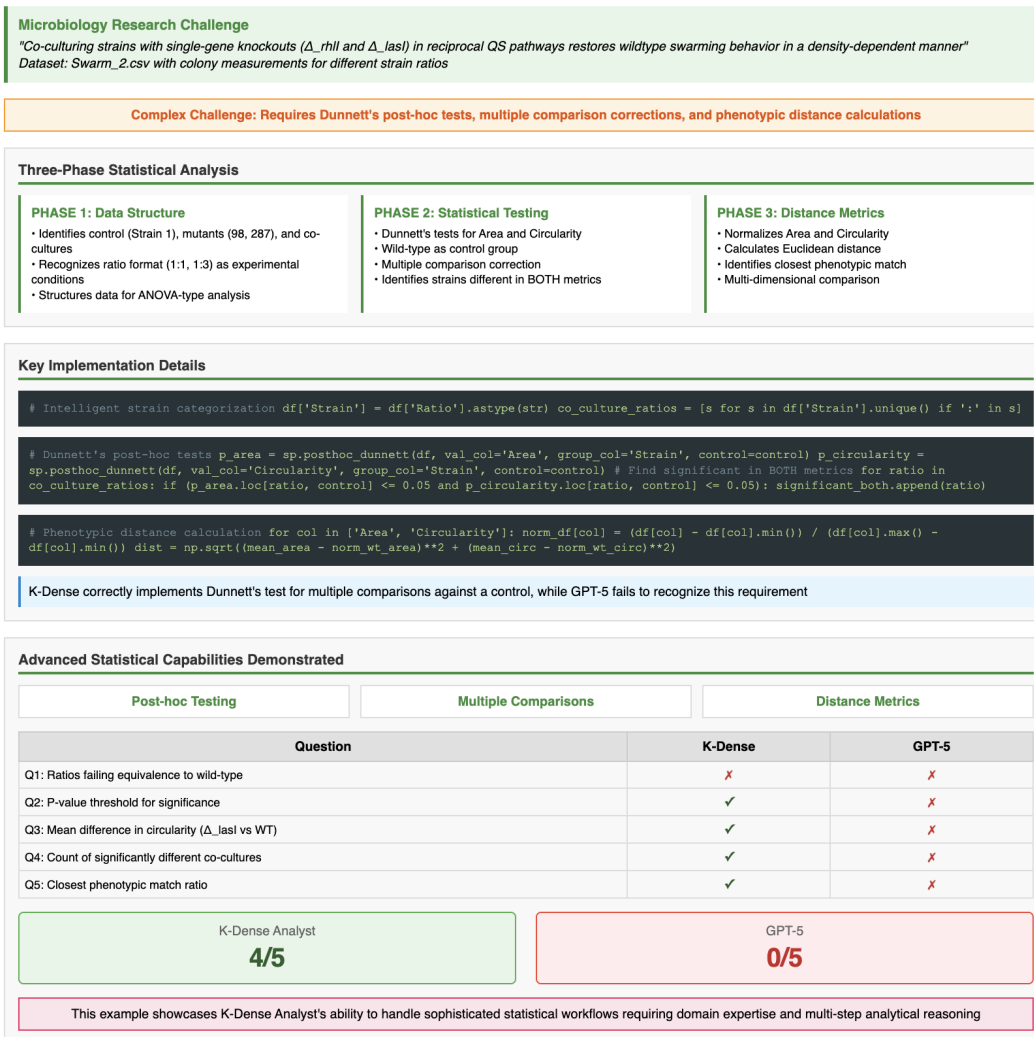 Microbiology Research Challenge
"Co-culturing strains with single-gene knockouts (Δ_rhlI and Δ_lasI) in reciprocal QS pathways restores wildtype swarming behavior in a density-dependent manner"
Dataset: Swarm_2.csv with colony measurements for different strain ratios
Complex Challenge: Requires Dunnett's post-hoc tests, multiple comparison corrections, and phenotypic distance calculations
Three-Phase Statistical Analysis
PHASE 1: Data Structure
• Identifies control (Strain 1), mutants (98, 287), and co-
cultures
• Recognizes ratio format (1:1, 1:3) as experimental
conditions
• Structures data for ANOVA-type analysis
PHASE 2: Statistical Testing
• Dunnett's tests for Area and Circularity
• Wild-type as control group
• Multiple comparison correction
• Identifies strains different in BOTH metrics
PHASE 3: Distance Metrics
• Normalizes Area and Circularity
• Calculates Euclidean distance
• Identifies closest phenotypic match
• Multi-dimensional comparison
Key Implementation Details
# Intelligent strain categorization df['Strain'] = df['Ratio'].astype(str) co_culture_ratios = [s for s in df['Strain'].unique() if ':' in s]
# Dunnett's post-hoc tests p_area = sp.posthoc_dunnett(df, val_col='Area', group_col='Strain', control=control) p_circularity =
sp.posthoc_dunnett(df, val_col='Circularity', group_col='Strain', control=control) # Find significant in BOTH metrics for ratio in
co_culture_ratios: if (p_area.loc[ratio, control] <= 0.05 and p_circularity.loc[ratio, control] <= 0.05): significant_both.append(ratio)
# Phenotypic distance calculation for col in ['Area', 'Circularity']: norm_df[col] = (df[col] - df[col].min()) / (df[col].max() -
df[col].min()) dist = np.sqrt((mean_area - norm_wt_area)**2 + (mean_circ - norm_wt_circ)**2)
K-Dense correctly implements Dunnett's test for multiple comparisons against a control, while GPT-5 fails to recognize this requirement
Advanced Statistical Capabilities Demonstrated
Post-hoc Testing
Multiple Comparisons
Distance Metrics
Question K-Dense GPT-5
Q1: Ratios failing equivalence to wild-type ✗ ✗
Q2: P-value threshold for significance ✓ ✗
Q3: Mean difference in circularity (Δ_lasI vs WT) ✓ ✗
Q4: Count of significantly different co-cultures ✓ ✗
Q5: Closest phenotypic match ratio ✓ ✗
K-Dense Analyst
4/5
GPT-5
0/5
This example showcases K-Dense Analyst's ability to handle sophisticated statistical workflows requiring domain expertise and multi-step analytical reasoning